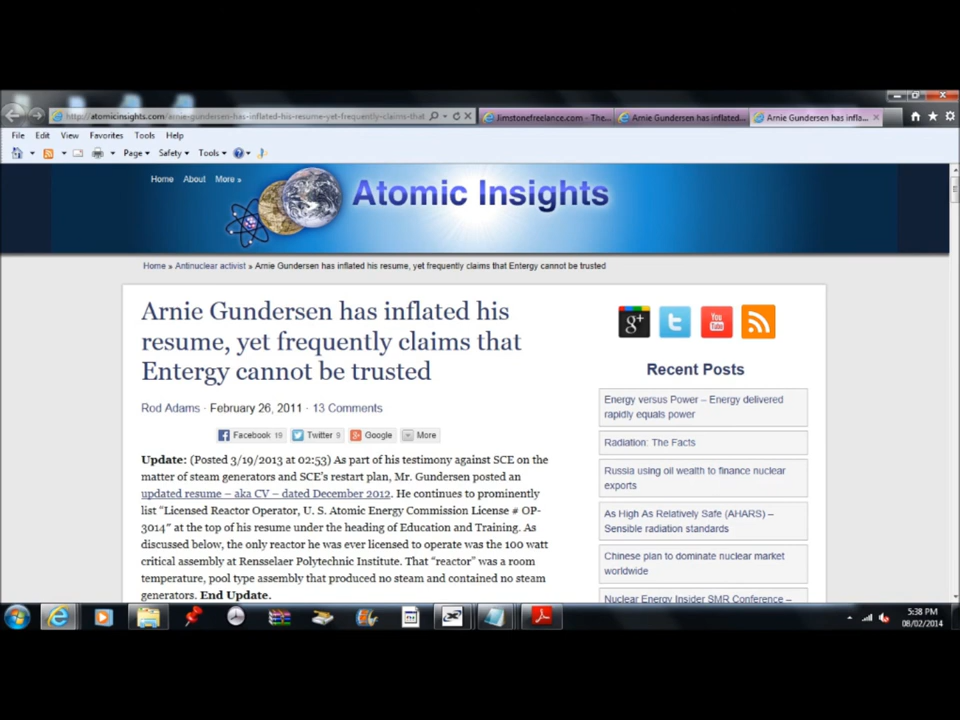 http://atomicinsights.com/arnie-gundersen-has-inflated-his-resume-yet-frequently-claims-that
Jimstonefreelance.com - The...
Arnie Gundersen has inflated...
Arnie Gundersen has infla...
File Edit View Favorites Tools Help
Page Safety Tools
Home About More »
Atomic Insights
Home » Antinuclear activist » Arnie Gundersen has inflated his resume, yet frequently claims that Entergy cannot be trusted
Arnie Gundersen has inflated his
resume, yet frequently claims that
Entergy cannot be trusted
Rod Adams · February 26, 2011 · 13 Comments
Facebook 19 Twitter 9 Google More
Update: (Posted 3/19/2013 at 02:53) As part of his testimony against SCE on the
matter of steam generators and SCE's restart plan, Mr. Gundersen posted an
updated resume – aka CV – dated December 2012. He continues to prominently
list "Licensed Reactor Operator, U. S. Atomic Energy Commission License # OP-
3014" at the top of his resume under the heading of Education and Training. As
discussed below, the only reactor he was ever licensed to operate was the 100 watt
critical assembly at Rensselaer Polytechnic Institute. That "reactor" was a room
temperature, pool type assembly that produced no steam and contained no steam
generators. End Update.
g+
You
Tube
Recent Posts
Energy versus Power – Energy delivered
rapidly equals power
Radiation: The Facts
Russia using oil wealth to finance nuclear
exports
As High As Relatively Safe (AHARS) –
Sensible radiation standards
Chinese plan to dominate nuclear market
worldwide
Nuclear Energy Insider SMR Conference –
5:38 PM
08/02/2014